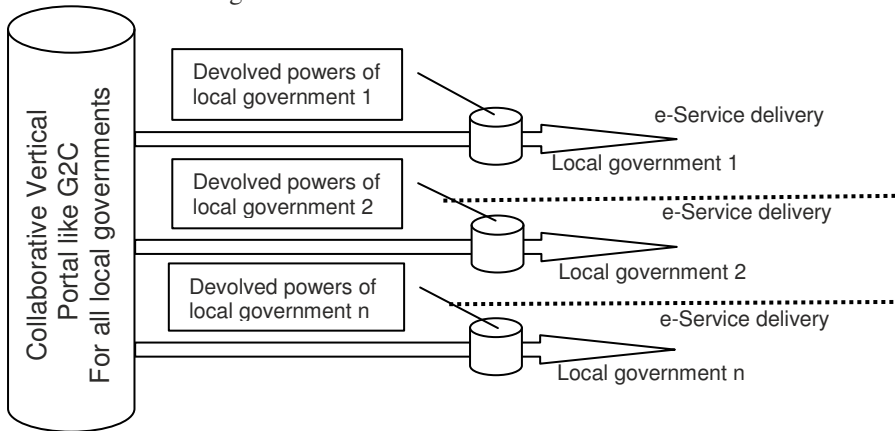 Collaborative Vertical
Portal like G2C
For all local governments
Devolved powers of
local government 1
e-Service delivery
Local government 1
Devolved powers of
local government 2
e-Service delivery
Local government 2
Devolved powers of
local government n
e-Service delivery
Local government n